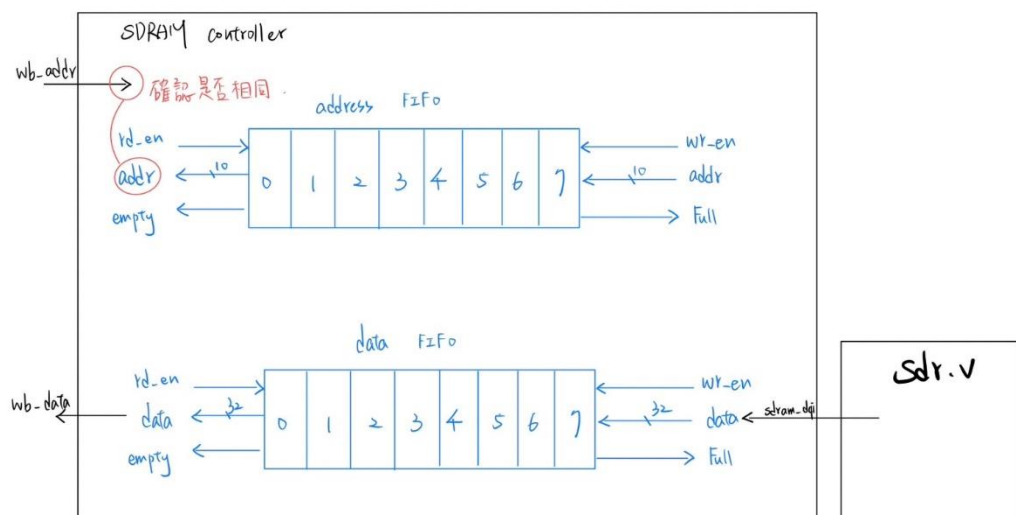 SDRAM controller
wb_addr
確認是否相同.
address FIFO
rd_en
wr_en
addr
10
0 1 2 3 4 5 6 7
10
addr
empty
Full
data FIFO
sdr.v
rd_en
wr_en
wb_data
data
32
0 1 2 3 4 5 6 7
32
data
sdram_dqi
empty
Full